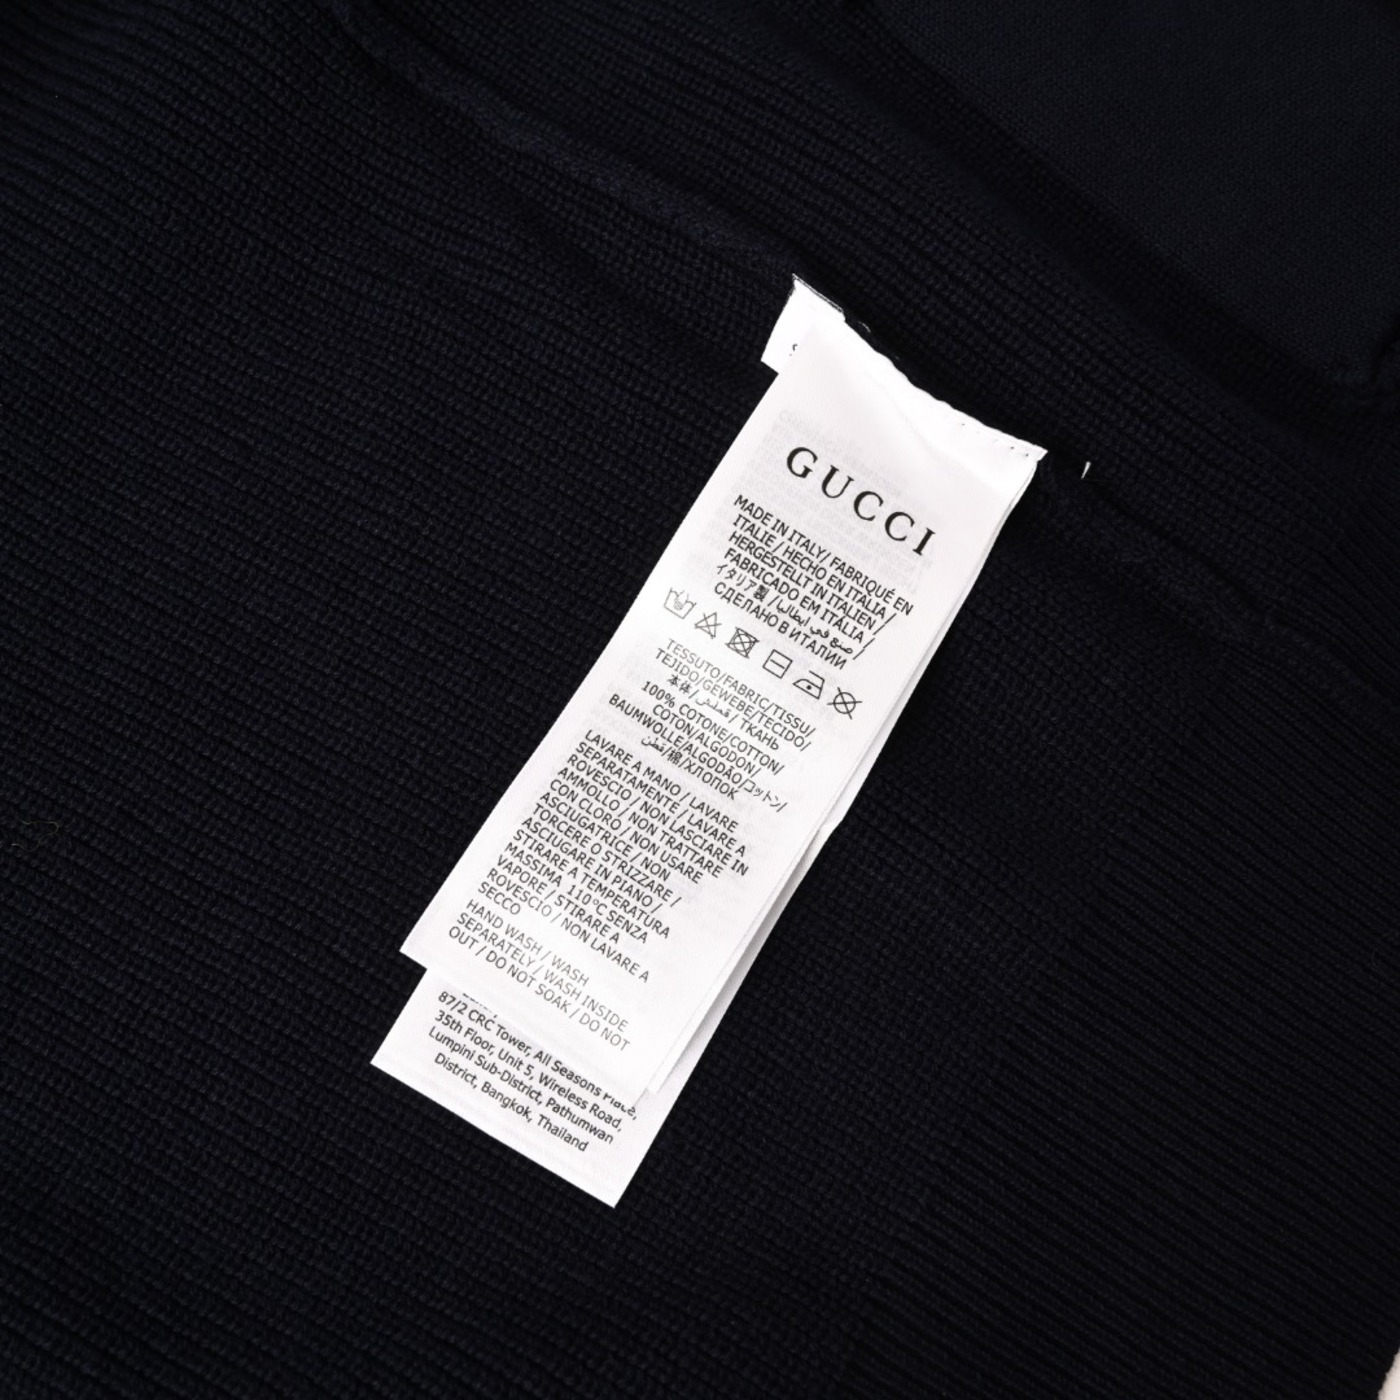 GUCCI
MADE IN ITALY/ FABRIQUÉ EN
ITALIE / HECHO EN ITALIA /
HERGESTELLT IN ITALIEN /
FABRICADO EM ITÁLIA /
イタリア製 / صنع في ايطاليا /
СДЕЛАНО В ИТАЛИИ
TESSUTO/FABRIC/TISSU/
TEJIDO/GEWEBE/TECIDO/
本体/ قطني / ТКАНЬ
100% COTONE/COTTON/
COTON/ALGODON/
BAUMWOLLE/ALGODÃO/コットン/
قطن/棉/ХЛОПОК
LAVARE A MANO / LAVARE
SEPARATAMENTE / LAVARE A
ROVESCIO / NON LASCIARE IN
AMMOLLO / NON TRATTARE
CON CLORO / NON USARE
ASCIUGATRICE / NON
TORCERE O STRIZZARE /
ASCIUGARE IN PIANO /
STIRARE A TEMPERATURA
MASSIMA 110°C SENZA
VAPORE / STIRARE A
ROVESCIO / NON LAVARE A
SECCO
HAND WASH / WASH
SEPARATELY / WASH INSIDE
OUT / DO NOT SOAK / DO NOT
87/2 CRC Tower, All Seasons Place,
35th Floor, Unit 5, Wireless Road,
Lumpini Sub-District, Pathumwan
District, Bangkok, Thailand